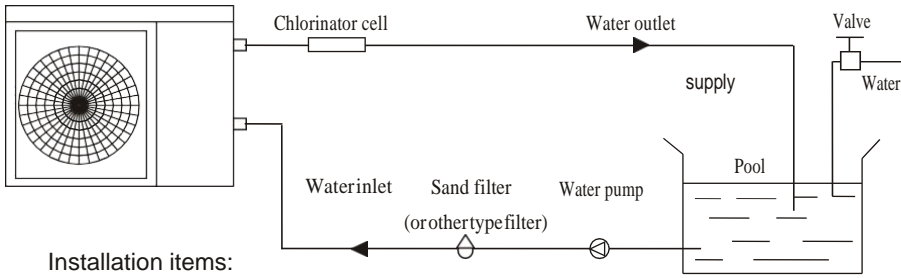 Chlorinator cell
Water outlet
Valve
supply
Water
Pool
Waterinlet
Sand filter
Water pump
(orothertypefilter)
Installation items: